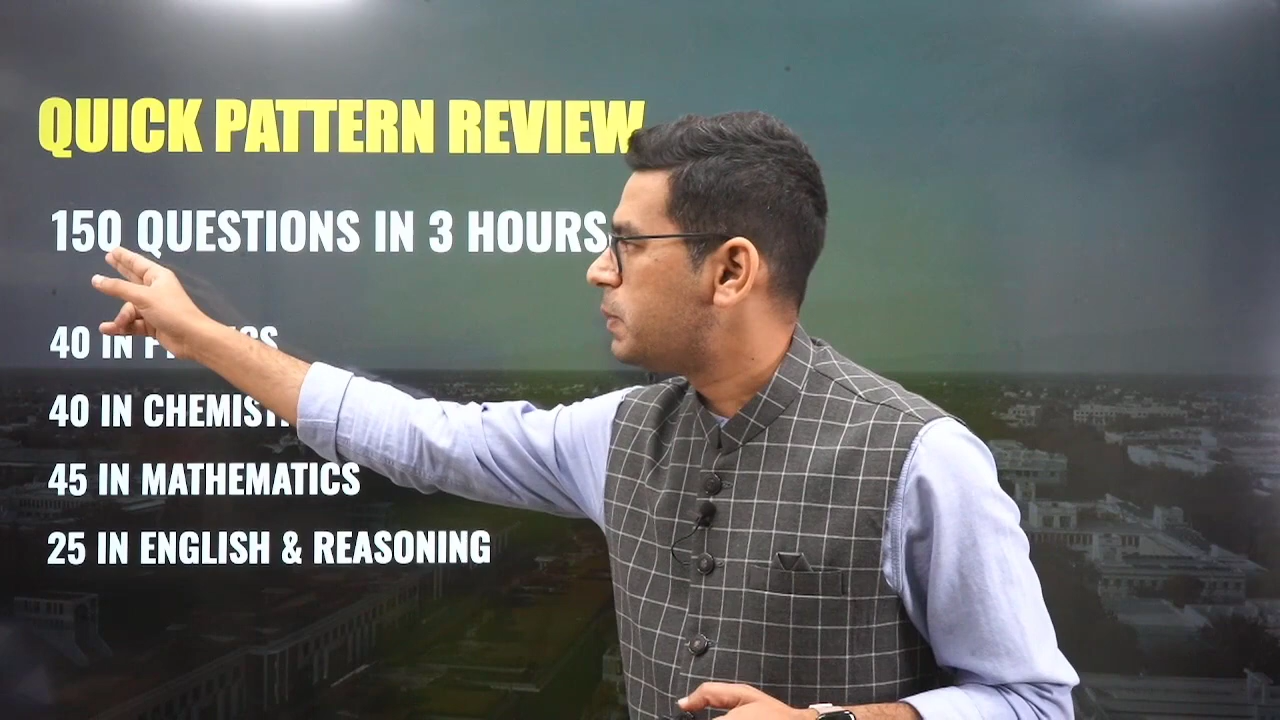 QUICK PATTERN REVIEW
150 QUESTIONS IN 3 HOURS
40 IN
40 IN
45 IN MATHEMATICS
25 IN ENGLISH & REASONING